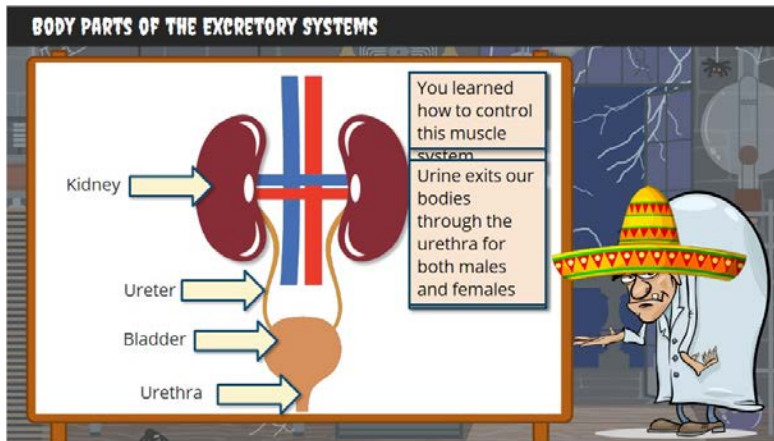 BODY PARTS OF THE EXCRETORY SYSTEMS
You learned
how to control
this muscle
system
Urine exits our
bodies
through the
urethra for
both males
and females
Kidney
Ureter
Bladder
Urethra